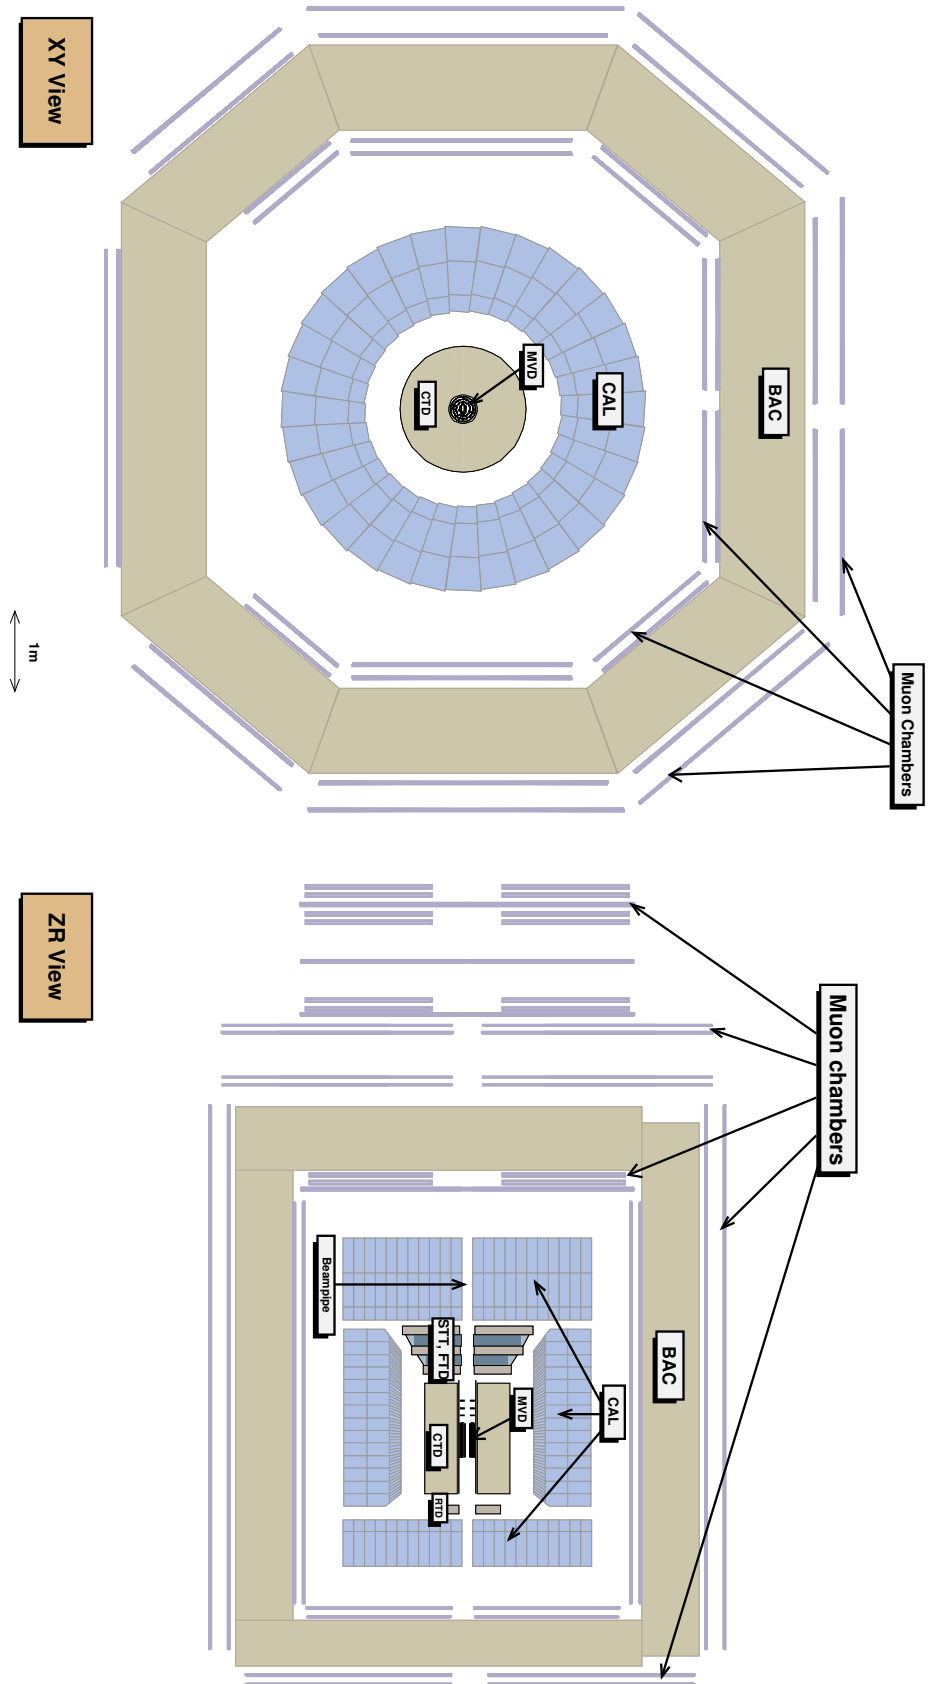 XY View
MVD
CTD
CAL
BAC
1m
Muon Chambers
ZR View
Muon chambers
Beampipe
STT, FTD
BAC
MVD
CAL
CTD
RTD